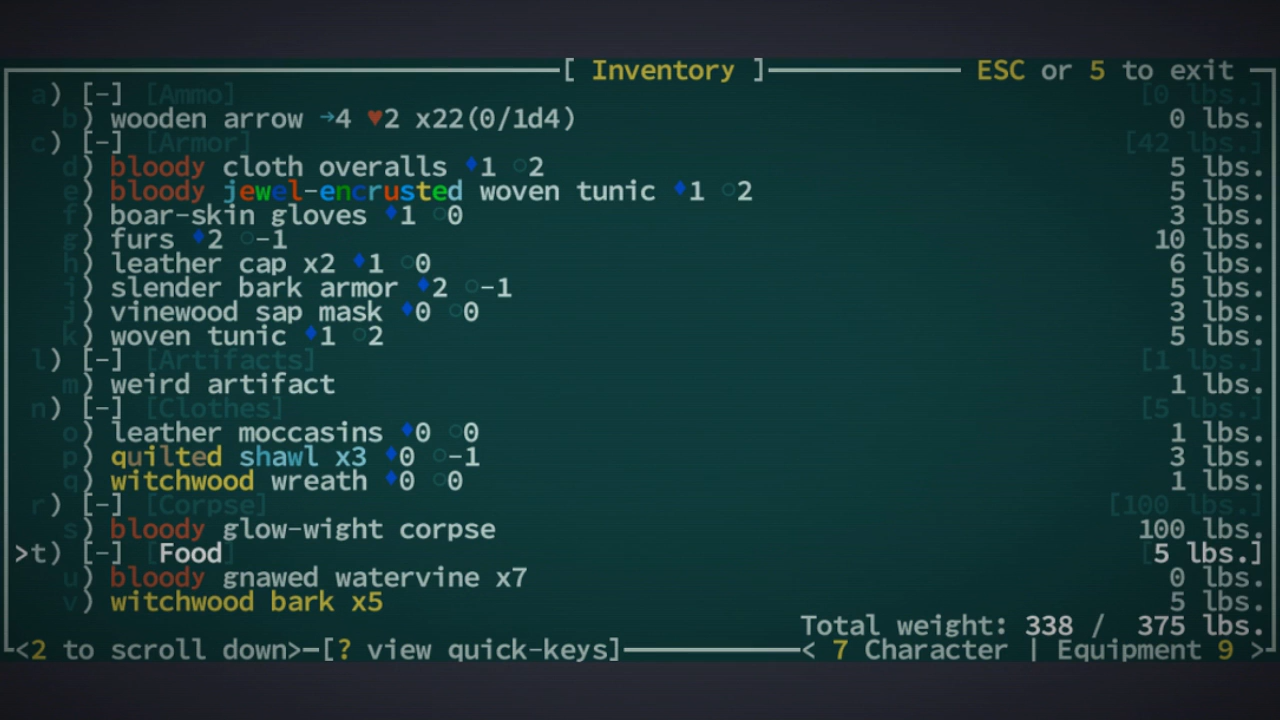 [ Inventory ] ESC or 5 to exit
a) [-] [Ammo] [0 lbs.]
b) wooden arrow →4 ♥2 x22(0/1d4) 0 lbs.
c) [-] [Armor] [42 lbs.]
d) bloody cloth overalls ♦1 ○2 5 lbs.
e) bloody jewel-encrusted woven tunic ♦1 ○2 5 lbs.
f) boar-skin gloves ♦1 ○0 3 lbs.
g) furs ♦2 ○-1 10 lbs.
h) leather cap x2 ♦1 ○0 6 lbs.
i) slender bark armor ♦2 ○-1 5 lbs.
j) vinewood sap mask ♦0 ○0 3 lbs.
k) woven tunic ♦1 ○2 5 lbs.
l) [-] [Artifacts] [1 lbs.]
m) weird artifact 1 lbs.
n) [-] [Clothes] [5 lbs.]
o) leather moccasins ♦0 ○0 1 lbs.
p) quilted shawl x3 ♦0 ○-1 3 lbs.
q) witchwood wreath ♦0 ○0 1 lbs.
r) [-] [Corpse] [100 lbs.]
s) bloody glow-wight corpse 100 lbs.
>t) [-] [Food] [5 lbs.]
u) bloody gnawed watervine x7 0 lbs.
v) witchwood bark x5 5 lbs.
Total weight: 338 / 375 lbs.
<2 to scroll down> [? view quick-keys] < 7 Character | Equipment 9 >